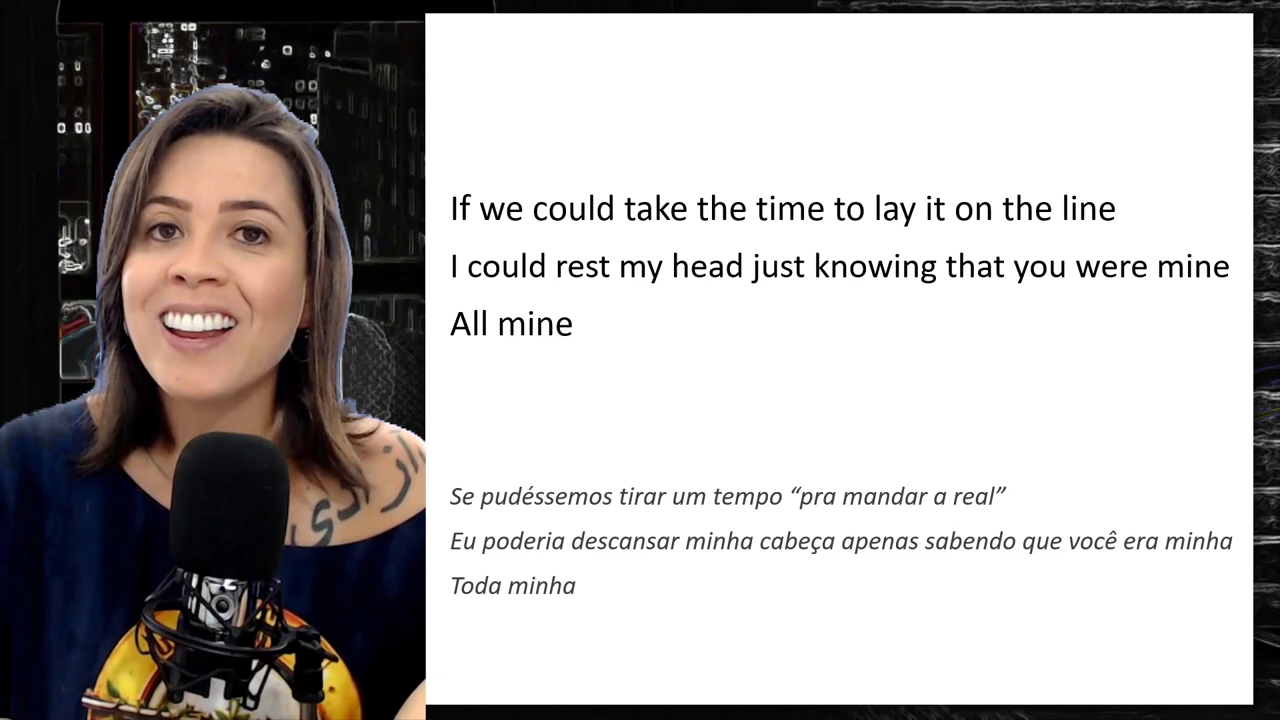 If we could take the time to lay it on the line
I could rest my head just knowing that you were mine
All mine
Se pudéssemos tirar um tempo “pra mandar a real”
Eu poderia descansar minha cabeça apenas sabendo que você era minha
Toda minha